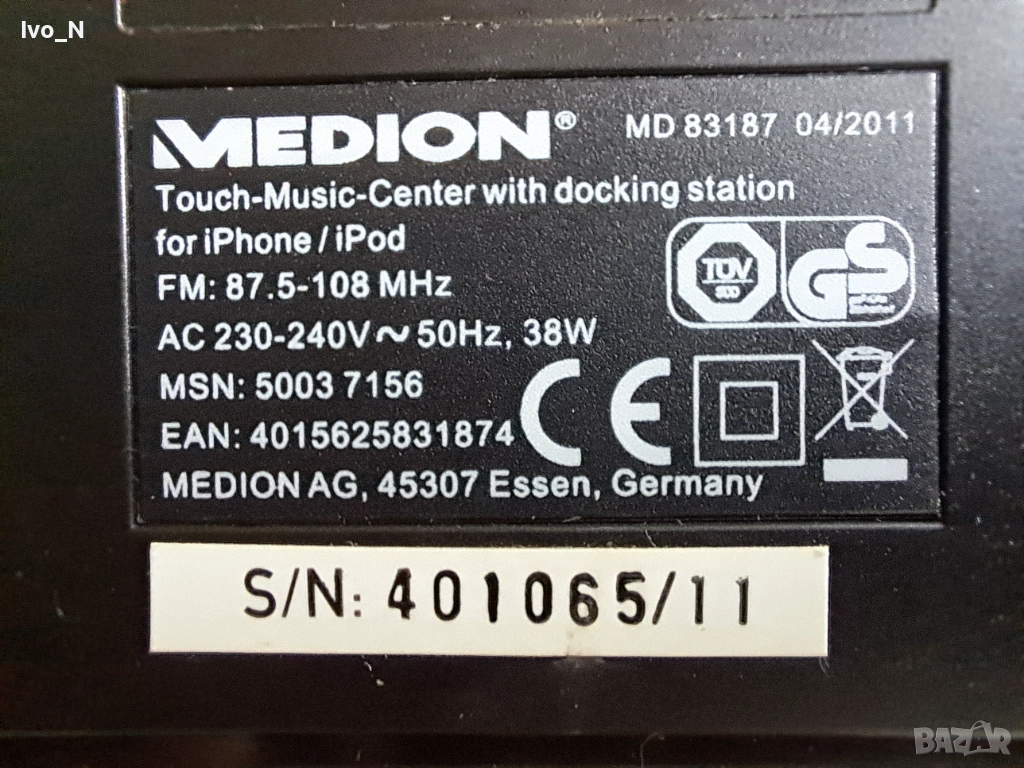 Ivo_N
MEDION® MD 83187 04/2011
Touch-Music-Center with docking station
for iPhone / iPod
FM: 87.5-108 MHz
AC 230-240V~50Hz, 38W
MSN: 5003 7156
EAN: 4015625831874
MEDION AG, 45307 Essen, Germany
TÜV
SÜD
GS
CE
S/N: 401065/11
BAZAR